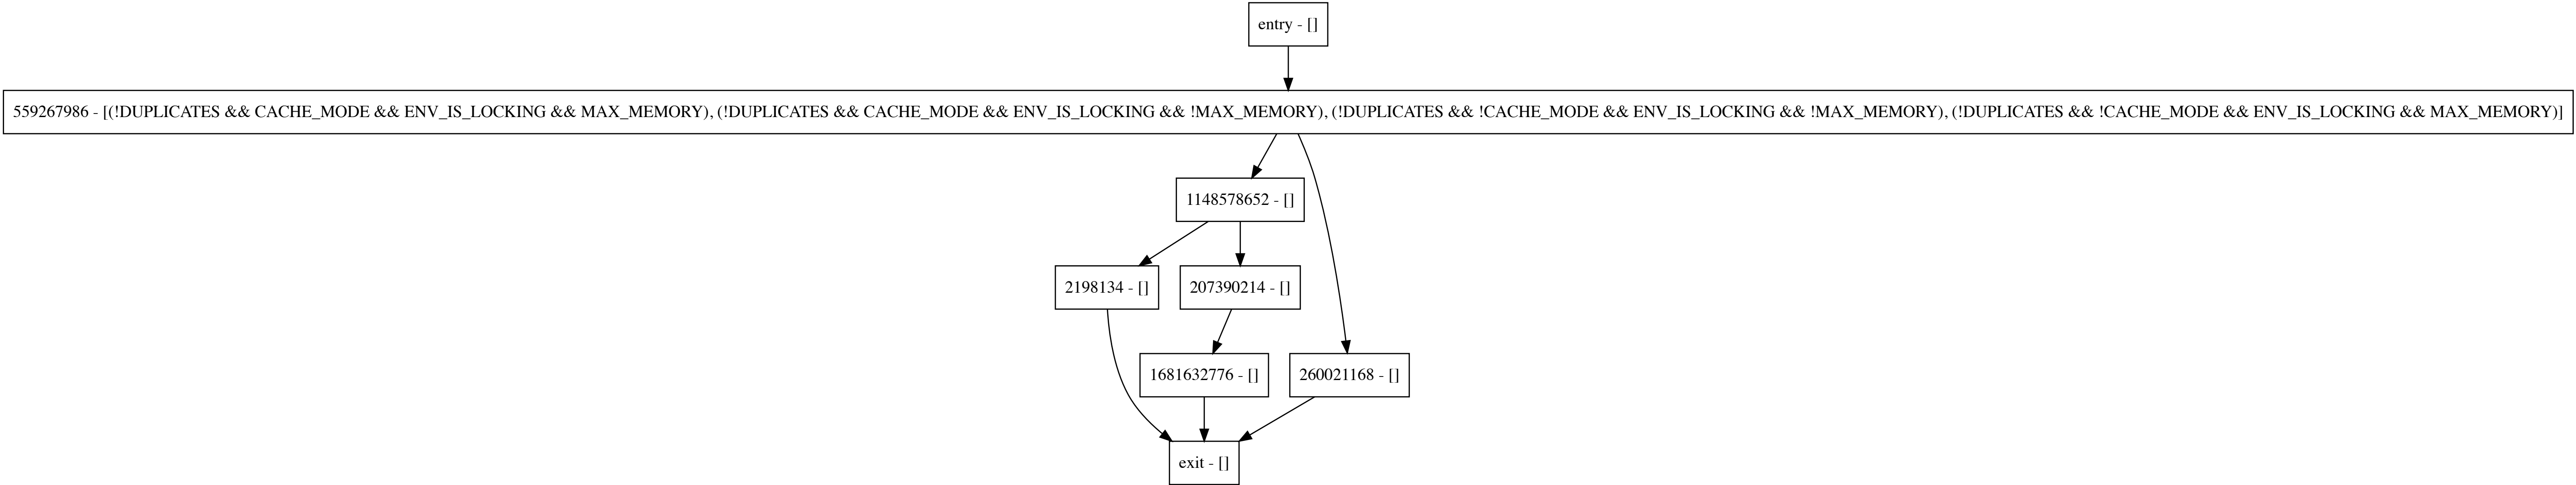 entry - []
559267986 - [(!DUPLICATES && CACHE_MODE && ENV_IS_LOCKING && MAX_MEMORY), (!DUPLICATES && CACHE_MODE && ENV_IS_LOCKING && !MAX_MEMORY), (!DUPLICATES && !CACHE_MODE && ENV_IS_LOCKING && !MAX_MEMORY), (!DUPLICATES && !CACHE_MODE && ENV_IS_LOCKING && MAX_MEMORY)]
1148578652 - []
2198134 - []
207390214 - []
1681632776 - []
260021168 - []
exit - []